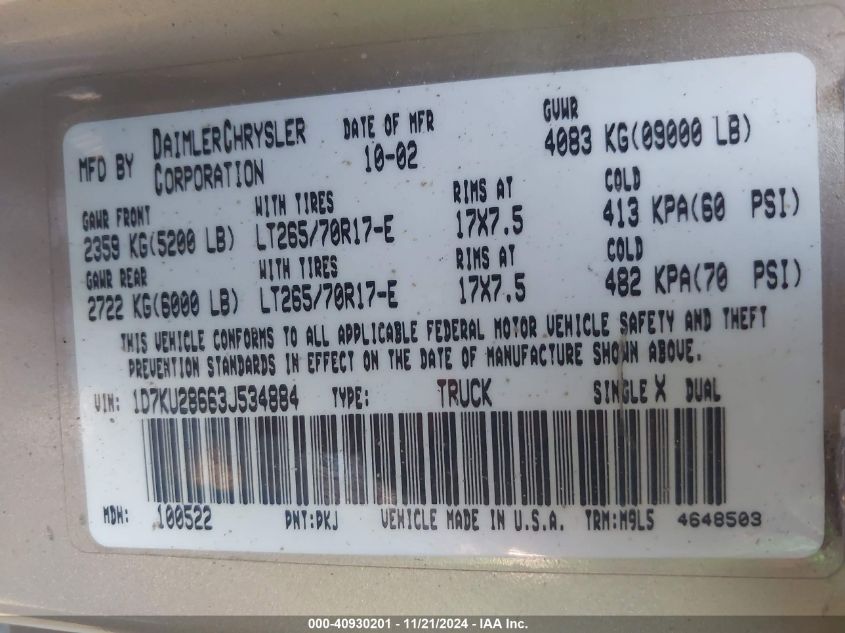 MFD BY DAIMLERCHRYSLER CORPORATION DATE OF MFR 10-02 GVWR 4083 KG(09000 LB)
GAWR FRONT WITH TIRES RIMS AT COLD
2359 KG(5200 LB) LT265/70R17-E 17X7.5 413 KPA(60 PSI)
GAWR REAR WITH TIRES RIMS AT COLD
2722 KG(6000 LB) LT265/70R17-E 17X7.5 482 KPA(70 PSI)
THIS VEHICLE CONFORMS TO ALL APPLICABLE FEDERAL MOTOR VEHICLE SAFETY AND THEFT
PREVENTION STANDARDS IN EFFECT ON THE DATE OF MANUFACTURE SHOWN ABOVE.
VIN: 1D7KU28663J534884 TYPE: TRUCK SINGLE X DUAL
MDH: 100522 PNT:PKJ VEHICLE MADE IN U.S.A. TRM:M9L5 4648503
000-40930201 - 11/21/2024 - IAA Inc.